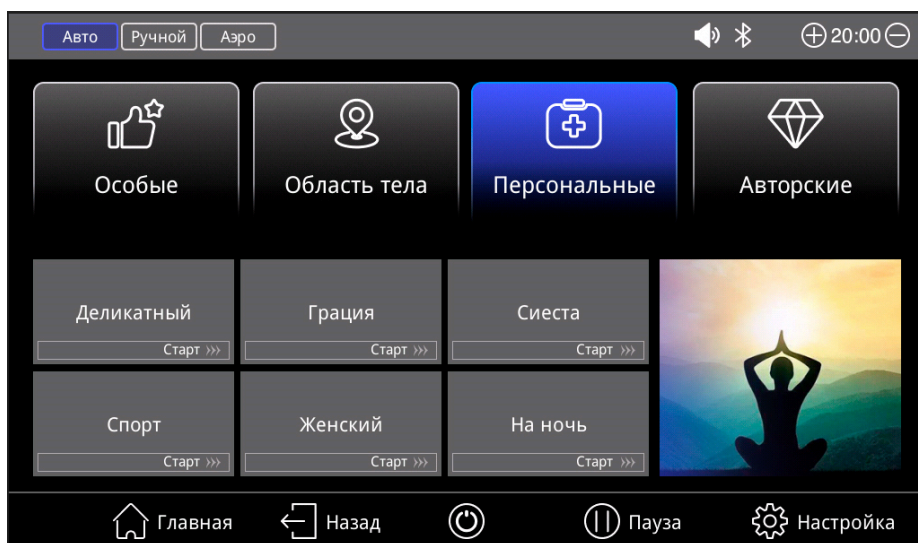 Авто Ручной Аэро 20:00
Особые Область тела Персональные Авторские
Деликатный Грация Сиеста
Старт Старт Старт
Спорт Женский На ночь
Старт Старт Старт
Главная Назад Пауза Настройка